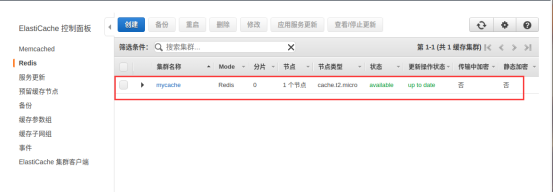 ElastiCache 控制面板
Memcached
Redis
服务更新
预留缓存节点
备份
缓存参数组
缓存子网组
事件
ElastiCache 集群客户端
创建 备份 重启 删除 修改 应用服务更新 查看/停止更新
筛选条件: 搜索集群... 第 1-1 (共 1 缓存集群)
集群名称 Mode 分片 节点 节点类型 状态 更新操作状态 传输中加密 静态加密
mycache Redis 0 1 个节点 cache.t2.micro available up to date 否 否